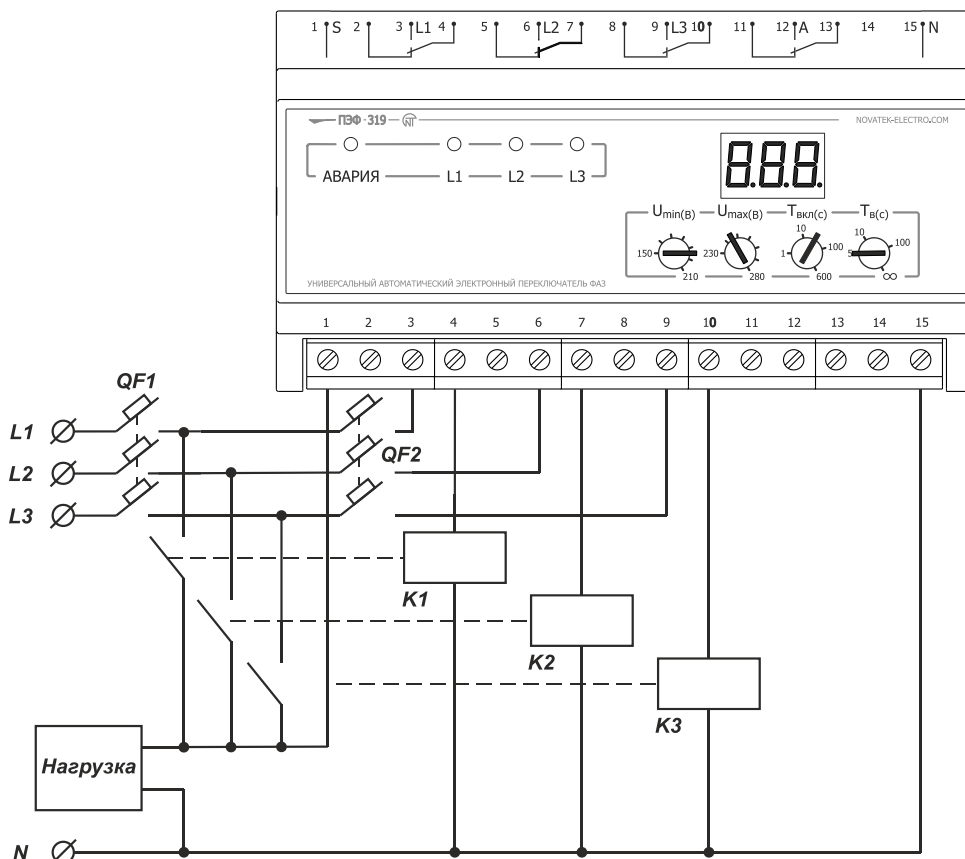 1 S 2 3 L1 4 5 6 L2 7 8 9 L3 10 11 12 A 13 14 15 N
ПЭФ - 319 NT NOVATEK-ELECTRO.COM
АВАРИЯ L1 L2 L3
8.8.8.
Umin(В) Umax(В) Tвкл(с) Tв(с)
10 10
150 230 1 100 5 100
210 280 600 ∞
УНИВЕРСАЛЬНЫЙ АВТОМАТИЧЕСКИЙ ЭЛЕКТРОННЫЙ ПЕРЕКЛЮЧАТЕЛЬ ФАЗ
1 2 3 4 5 6 7 8 9 10 11 12 13 14 15
QF1
L1
QF2
L2
L3
K1
K2
K3
Нагрузка
N